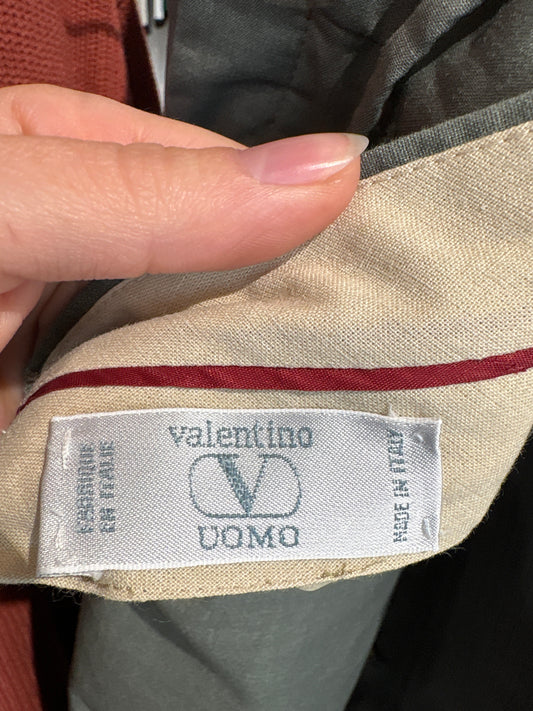 FABRIQUE
EN ITALIE
valentino
V
UOMO
MADE IN ITALY